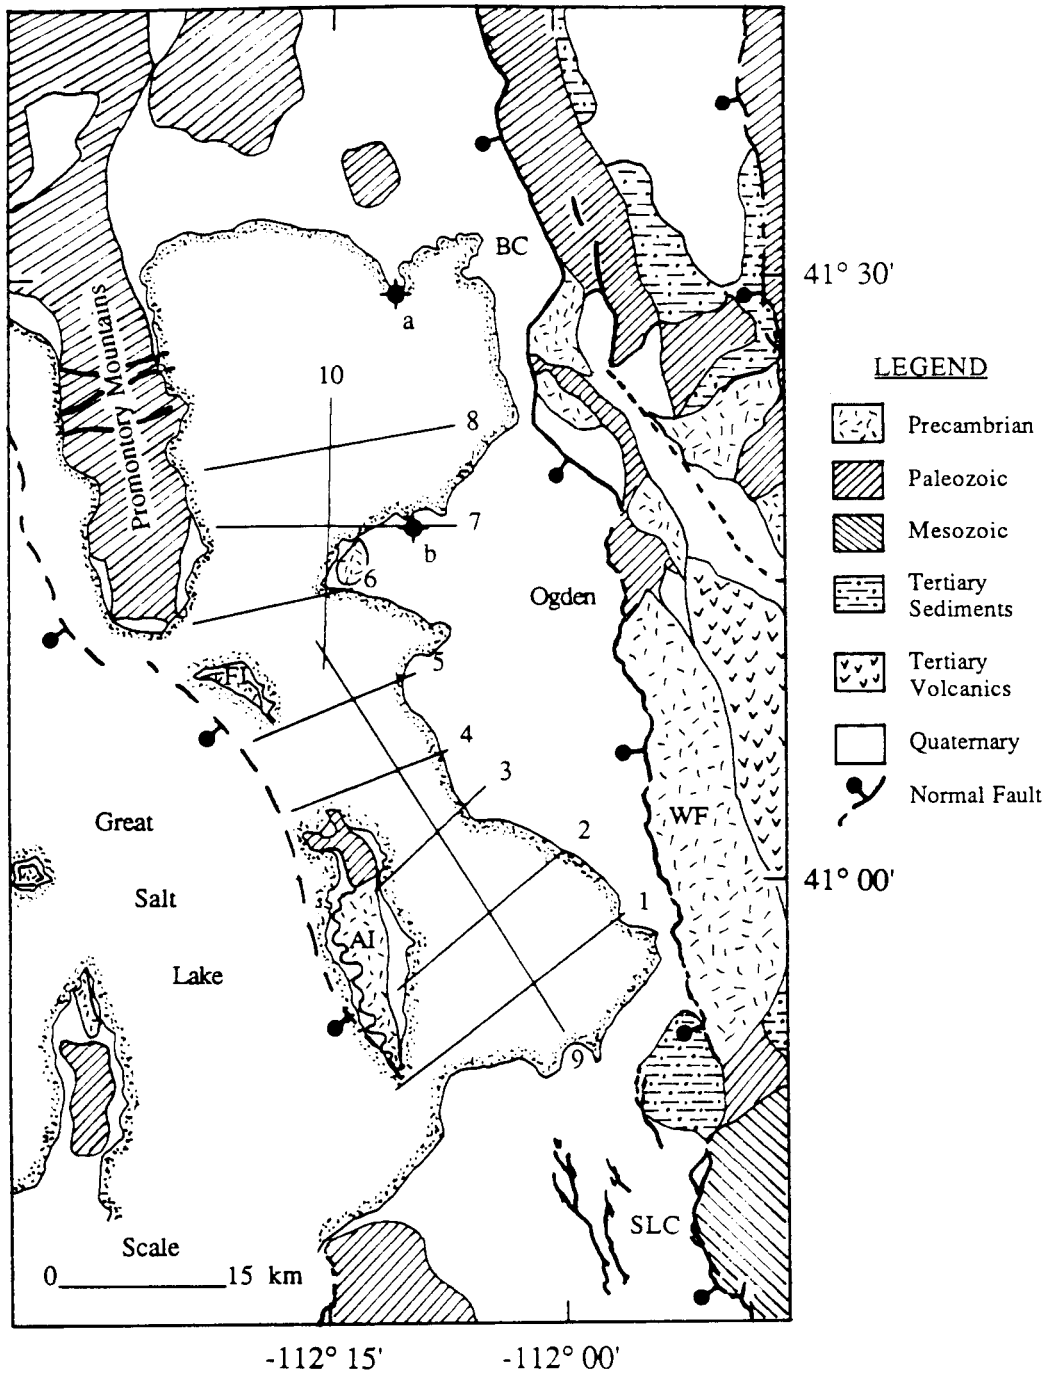 BC
41° 30'
a
Promontory Mountains
10
8
7
b
6
Ogden
FI
5
4
3
2
1
WF
41° 00'
Great
Salt
Lake
AI
9
SLC
Scale
0 15 km
-112° 15' -112° 00'
LEGEND
Precambrian
Paleozoic
Mesozoic
Tertiary
Sediments
Tertiary
Volcanics
Quaternary
Normal Fault